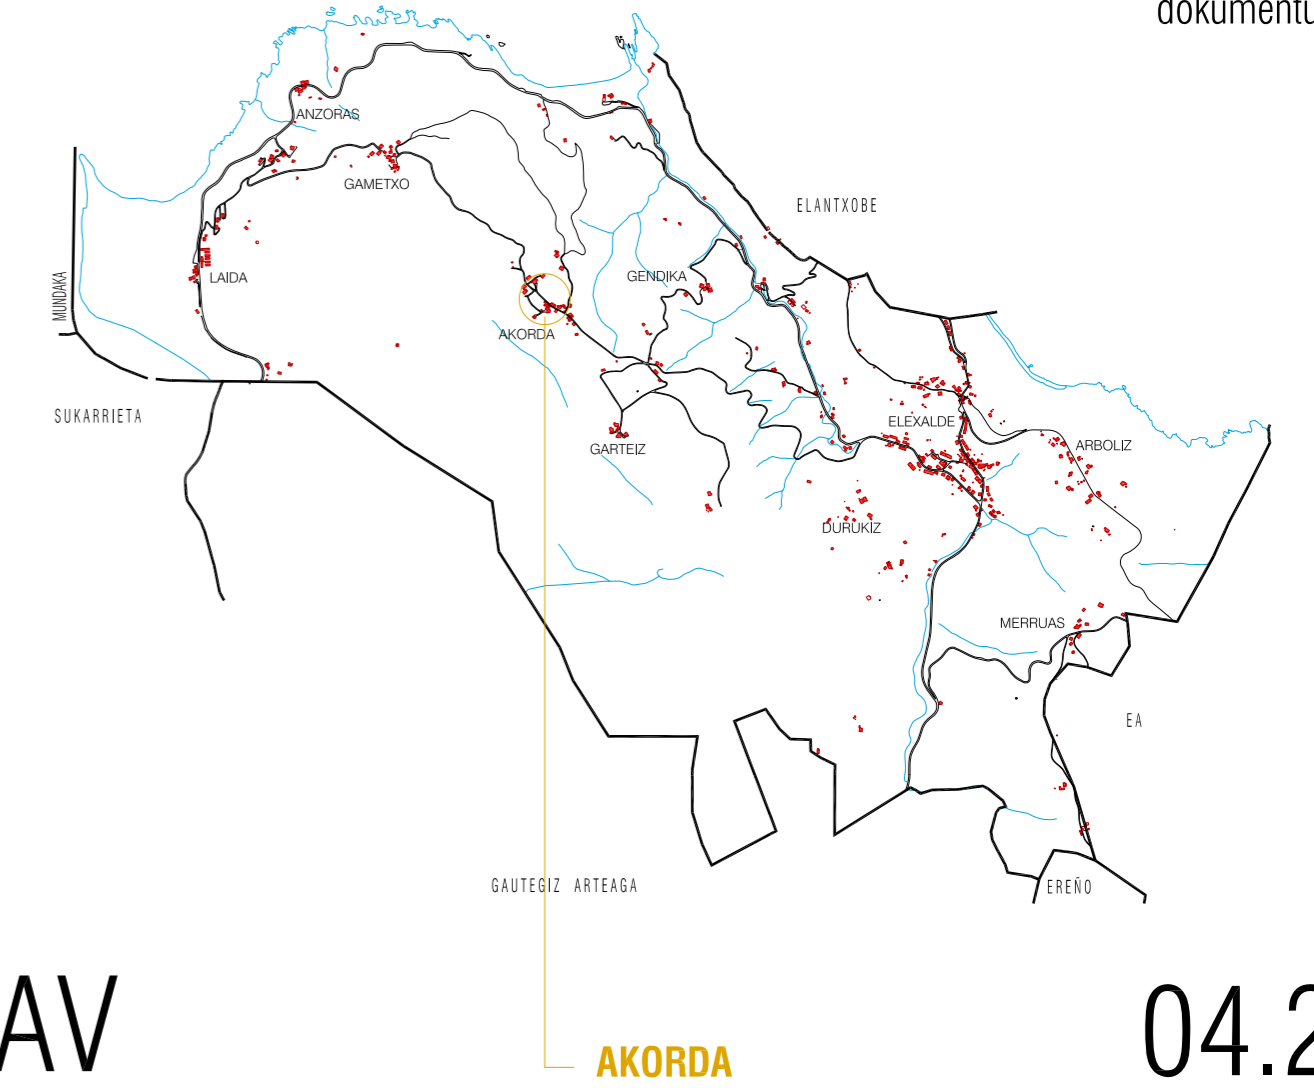 dokumentu
ANZORAS
GAMETXO
ELANTXOBE
MUNDAKA
LAIDA
GENDIKA
AKORDA
SUKARRIETA
ELEXALDE
GARTEIZ
ARBOLIZ
DURUKIZ
MERRUAS
EA
GAUTEGIZ ARTEAGA
EREÑO
AV
04.2
AKORDA